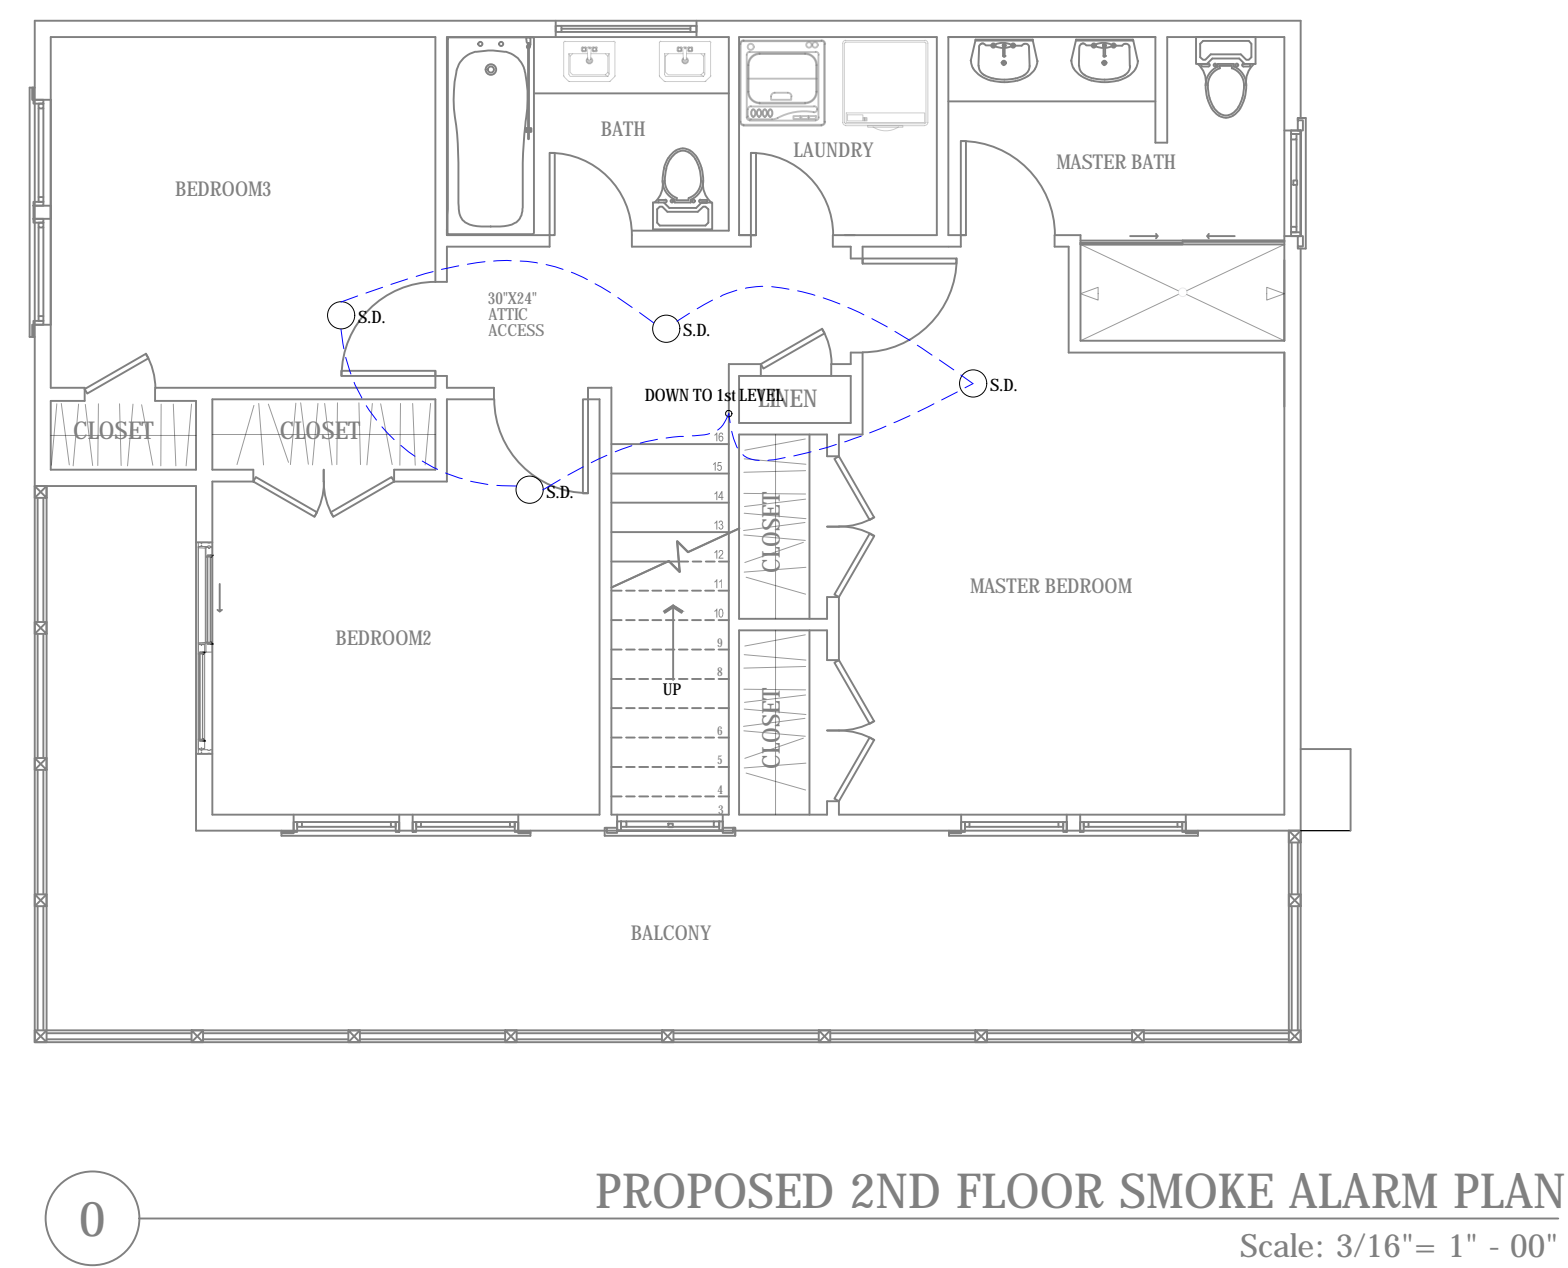 BATH
LAUNDRY
MASTER BATH
BEDROOM3
30"X24"
ATTIC
ACCESS
S.D.
S.D.
S.D.
DOWN TO 1st LEVEL
LINEN
CLOSET
CLOSET
16
15
S.D.
14
13
12
11
10
9
8
6
5
4
3
CLOSET
MASTER BEDROOM
BEDROOM2
UP
CLOSET
BALCONY
0
PROPOSED 2ND FLOOR SMOKE ALARM PLAN
Scale: 3/16"= 1" - 00"